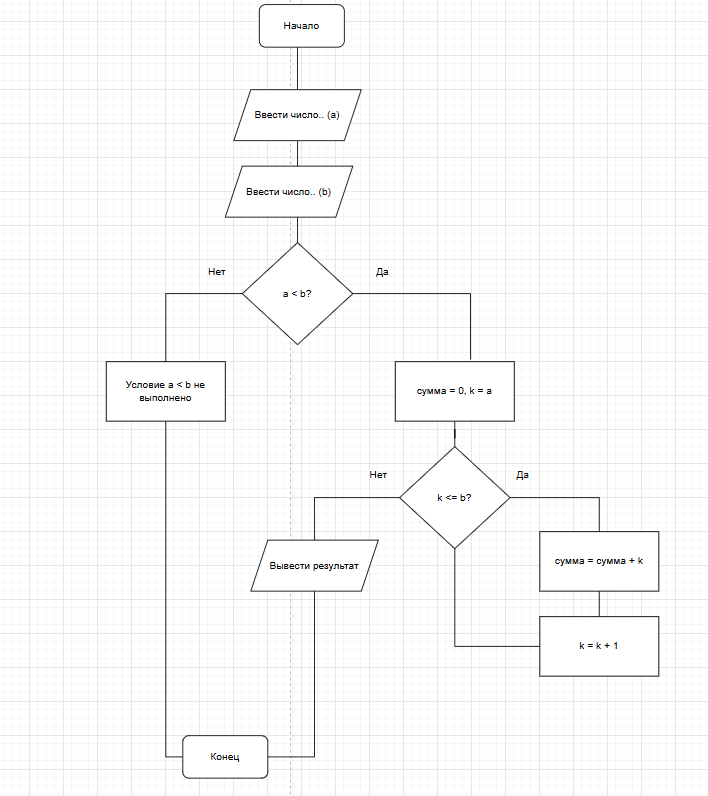 Начало
Ввести число.. (a)
Ввести число.. (b)
Нет
Да
a < b?
Условие a < b не
выполнено
сумма = 0, k = a
Нет
Да
k <= b?
Вывести результат
сумма = сумма + k
k = k + 1
Конец